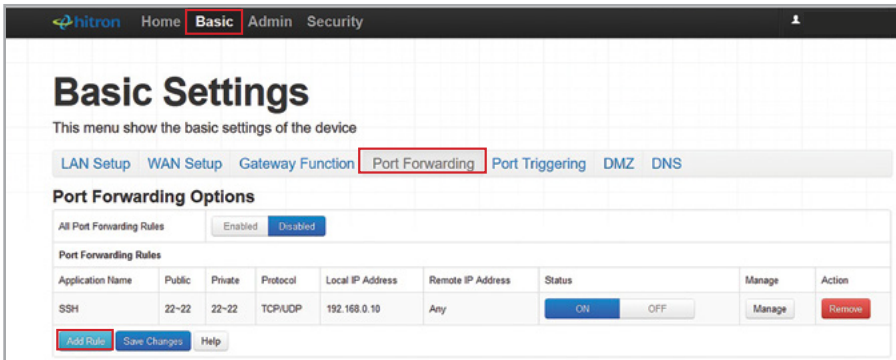 hitron Home Basic Admin Security
Basic Settings
This menu show the basic settings of the device
LAN Setup WAN Setup Gateway Function Port Forwarding Port Triggering DMZ DNS
Port Forwarding Options
All Port Forwarding Rules Enabled Disabled
Port Forwarding Rules
Application Name Public Private Protocol Local IP Address Remote IP Address Status Manage Action
SSH 22~22 22~22 TCP/UDP 192.168.0.10 Any ON OFF Manage Remove
Add Rule Save Changes Help